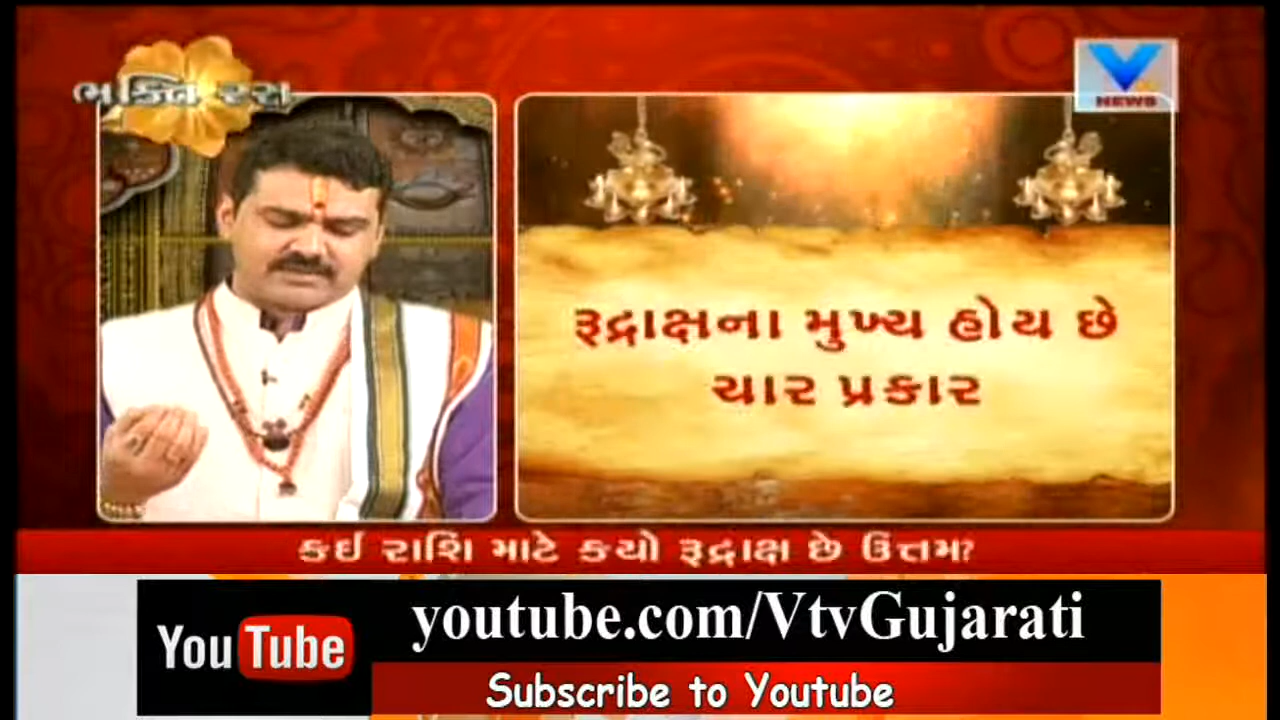 ભક્તિ રસ
NEWS
રૂદ્રાક્ષના મુખ્ય હોય છે
ચાર પ્રકાર
કઈ રાશિ માટે કયો રૂદ્રાક્ષ છે ઉત્તમ?
YouTube
youtube.com/VtvGujarati
Subscribe to Youtube